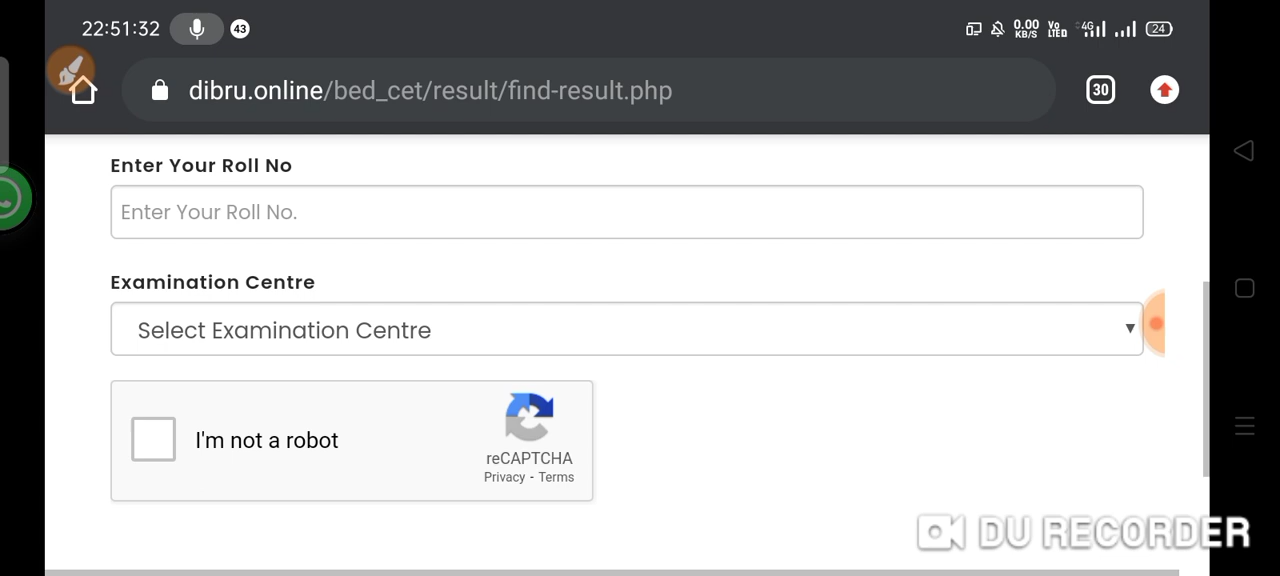 22:51:32 43 0.00 KB/S Vo LTED 4G 24
dibru.online/bed_cet/result/find-result.php 30
Enter Your Roll No
Enter Your Roll No.
Examination Centre
Select Examination Centre
I'm not a robot
reCAPTCHA
Privacy - Terms
DU RECORDER